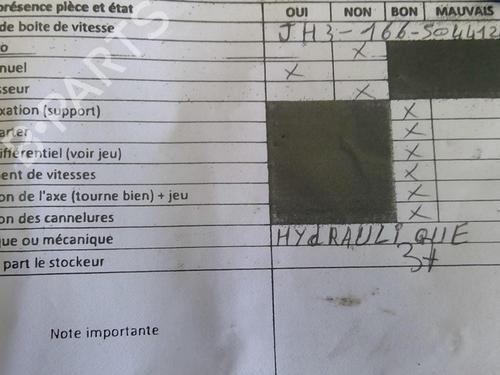 présence pièce et état OUI NON BON MAUVAIS
de boite de vitesse JH3-166-5044124
o X
nuel X
sseur X
xation (support) X
arter X
ifférentiel (voir jeu) X
ent de vitesses X
on de l'axe (tourne bien) + jeu X
on des cannelures X
que ou mécanique HYdRAULIQUE
part le stockeur
Note importante
B-PARTS